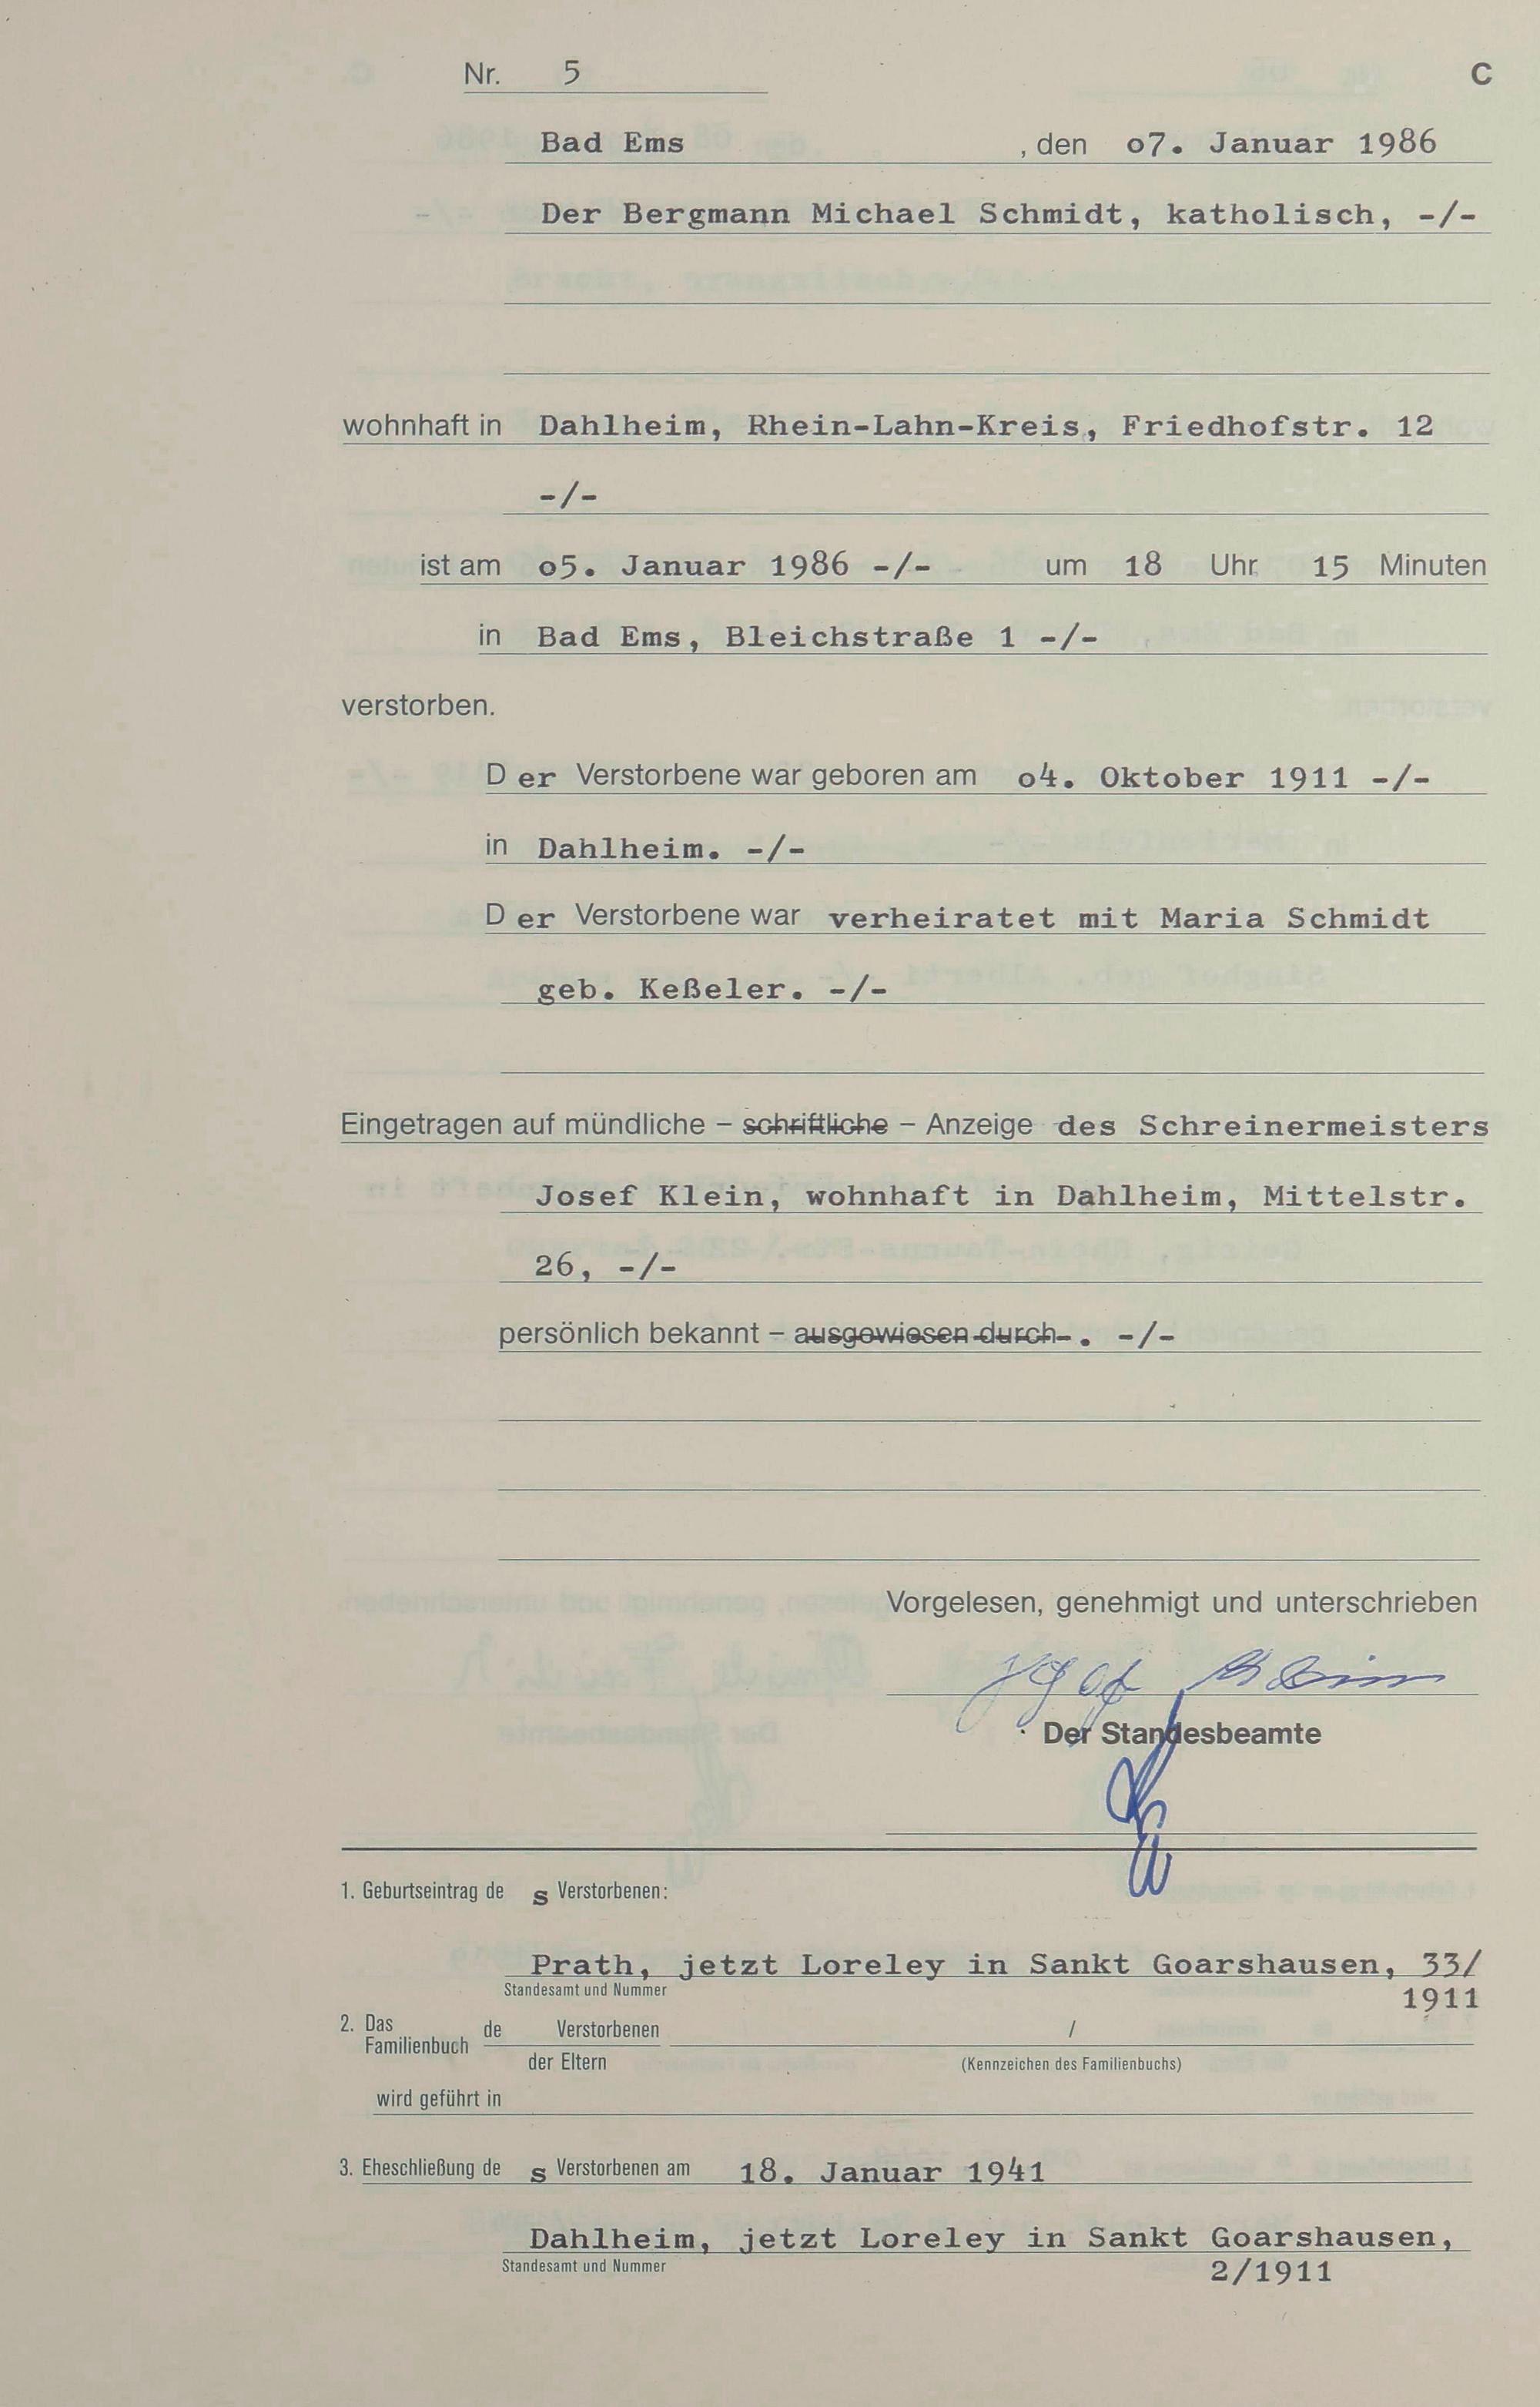 Nr. 5 C
Bad Ems , den o7. Januar 1986
Der Bergmann Michael Schmidt, katholisch, -/-
wohnhaft in Dahlheim, Rhein-Lahn-Kreis, Friedhofstr. 12
-/-
ist am o5. Januar 1986 -/- um 18 Uhr 15 Minuten
in Bad Ems, Bleichstraße 1 -/-
verstorben.
D er Verstorbene war geboren am o4. Oktober 1911 -/-
in Dahlheim. -/-
D er Verstorbene war verheiratet mit Maria Schmidt
geb. Keßeler. -/-
Eingetragen auf mündliche – schriftliche – Anzeige des Schreinermeisters
Josef Klein, wohnhaft in Dahlheim, Mittelstr.
26, -/-
persönlich bekannt – ausgewiesen durch . -/-
Vorgelesen, genehmigt und unterschrieben
Josef Klein
Der Standesbeamte
1. Geburtseintrag de s Verstorbenen:
Prath, jetzt Loreley in Sankt Goarshausen, 33/
Standesamt und Nummer 1911
2. Das Familienbuch de Verstorbenen /
der Eltern (Kennzeichen des Familienbuchs)
wird geführt in
3. Eheschließung de s Verstorbenen am 18. Januar 1941
Dahlheim, jetzt Loreley in Sankt Goarshausen,
Standesamt und Nummer 2/1911